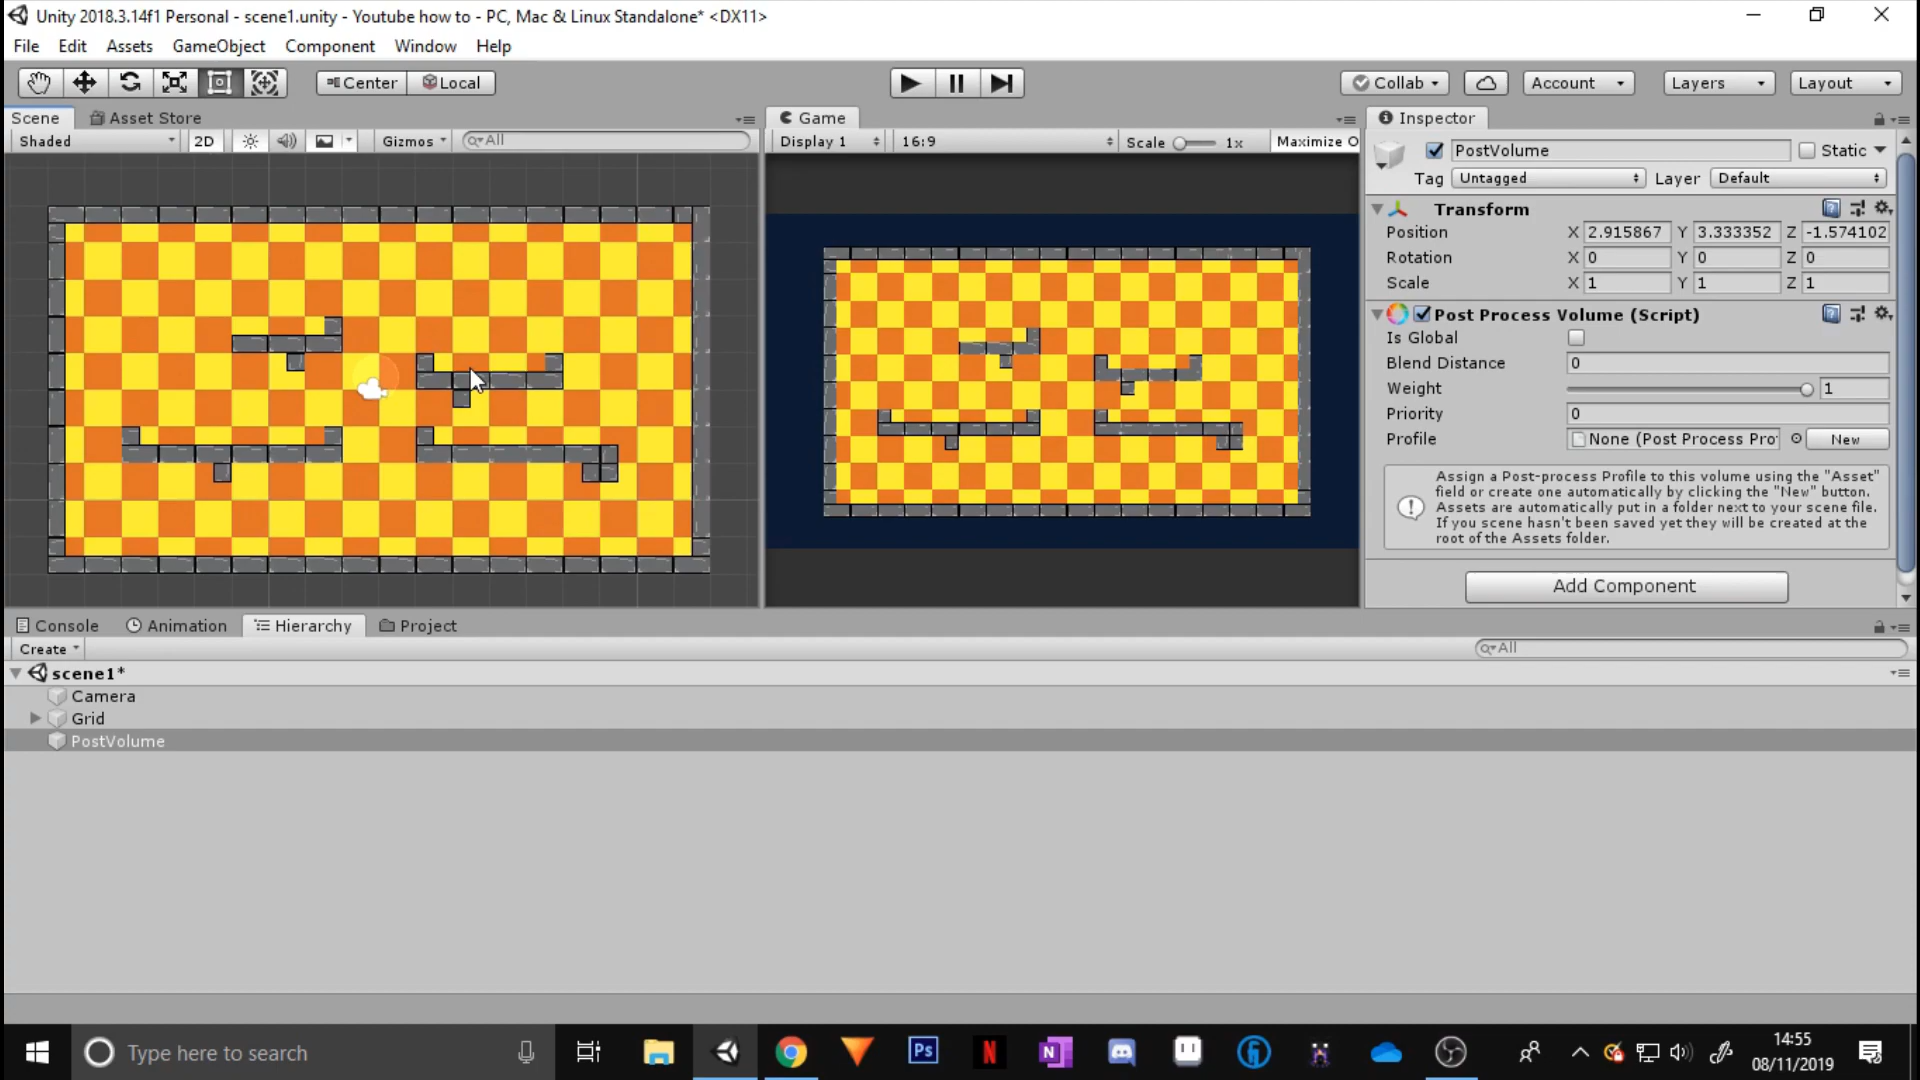 Unity 2018.3.14f1 Personal - scene1.unity - Youtube how to - PC, Mac & Linux Standalone* <DX11>
File Edit Assets GameObject Component Window Help
Center Local Collab Account Layers Layout
Scene Asset Store Game Inspector
Shaded 2D Gizmos All Display 1 16:9 Scale 1x Maximize O
PostVolume Static
Tag Untagged Layer Default
Transform
Position X 2.915867 Y 3.333352 Z -1.574102
Rotation X 0 Y 0 Z 0
Scale X 1 Y 1 Z 1
Post Process Volume (Script)
Is Global
Blend Distance 0
Weight 1
Priority 0
Profile None (Post Process Pro New
Assign a Post-process Profile to this volume using the "Asset"
field or create one automatically by clicking the "New" button.
Assets are automatically put in a folder next to your scene file.
If you scene hasn't been saved yet they will be created at the
root of the Assets folder.
Add Component
Console Animation Hierarchy Project
Create All
scene1*
Camera
Grid
PostVolume
Type here to search
Ps
N
N
14:55
08/11/2019